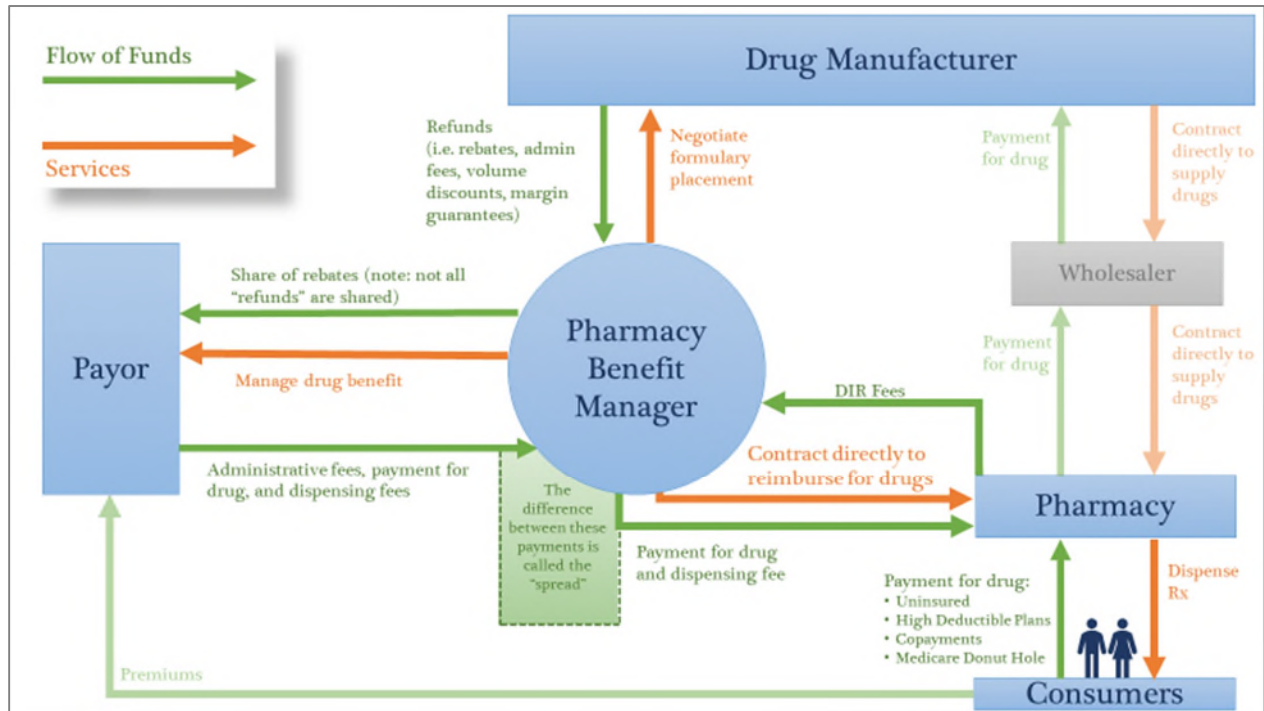 Flow of Funds
Services
Drug Manufacturer
Refunds
(i.e. rebates, admin
fees, volume
discounts, margin
guarantees)
Negotiate
formulary
placement
Payment
for drug
Contract
directly to
supply
drugs
Wholesaler
Share of rebates (note: not all
“refunds” are shared)
Payor
Manage drug benefit
Pharmacy
Benefit
Manager
Payment
for drug
Contract
directly to
supply
drugs
DIR Fees
Administrative fees, payment for
drug, and dispensing fees
Contract directly to
reimburse for drugs
The
difference
between these
payments is
called the
“spread”
Pharmacy
Payment for drug
and dispensing fee
Payment for drug:
• Uninsured
• High Deductible Plans
• Copayments
• Medicare Donut Hole
Dispense
Rx
Premiums
Consumers